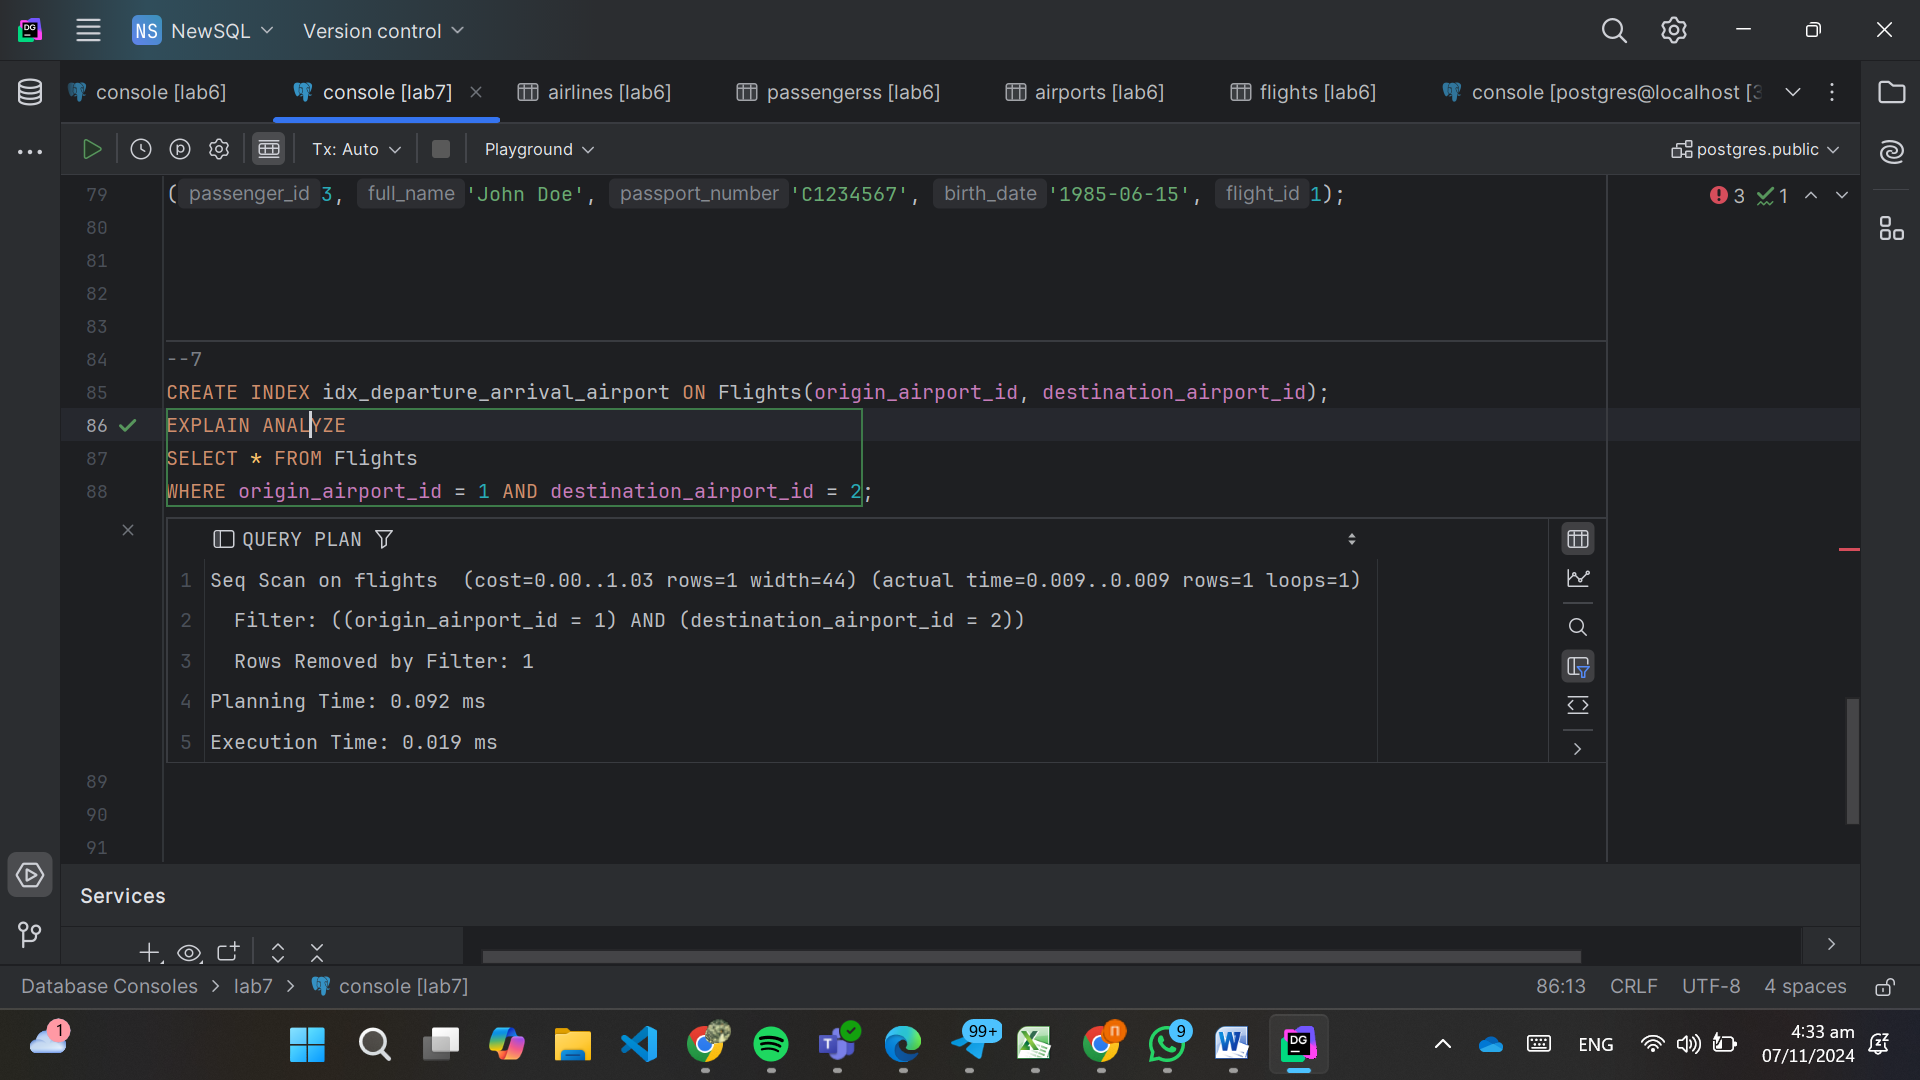 DG
NS NewSQL Version control
console [lab6] console [lab7] airlines [lab6] passengerss [lab6] airports [lab6] flights [lab6] console [postgres@localhost [3
Tx: Auto Playground postgres.public
79 (passenger_id 3, full_name 'John Doe', passport_number 'C1234567', birth_date '1985-06-15', flight_id 1);
3 1
80
81
82
83
84 --7
85 CREATE INDEX idx_departure_arrival_airport ON Flights(origin_airport_id, destination_airport_id);
86 EXPLAIN ANALYZE
87 SELECT * FROM Flights
88 WHERE origin_airport_id = 1 AND destination_airport_id = 2;
QUERY PLAN
1 Seq Scan on flights (cost=0.00..1.03 rows=1 width=44) (actual time=0.009..0.009 rows=1 loops=1)
2 Filter: ((origin_airport_id = 1) AND (destination_airport_id = 2))
3 Rows Removed by Filter: 1
4 Planning Time: 0.092 ms
5 Execution Time: 0.019 ms
89
90
91
Services
Database Consoles > lab7 > console [lab7] 86:13 CRLF UTF-8 4 spaces
1 99+ n 9 DG ENG 4:33 am
07/11/2024